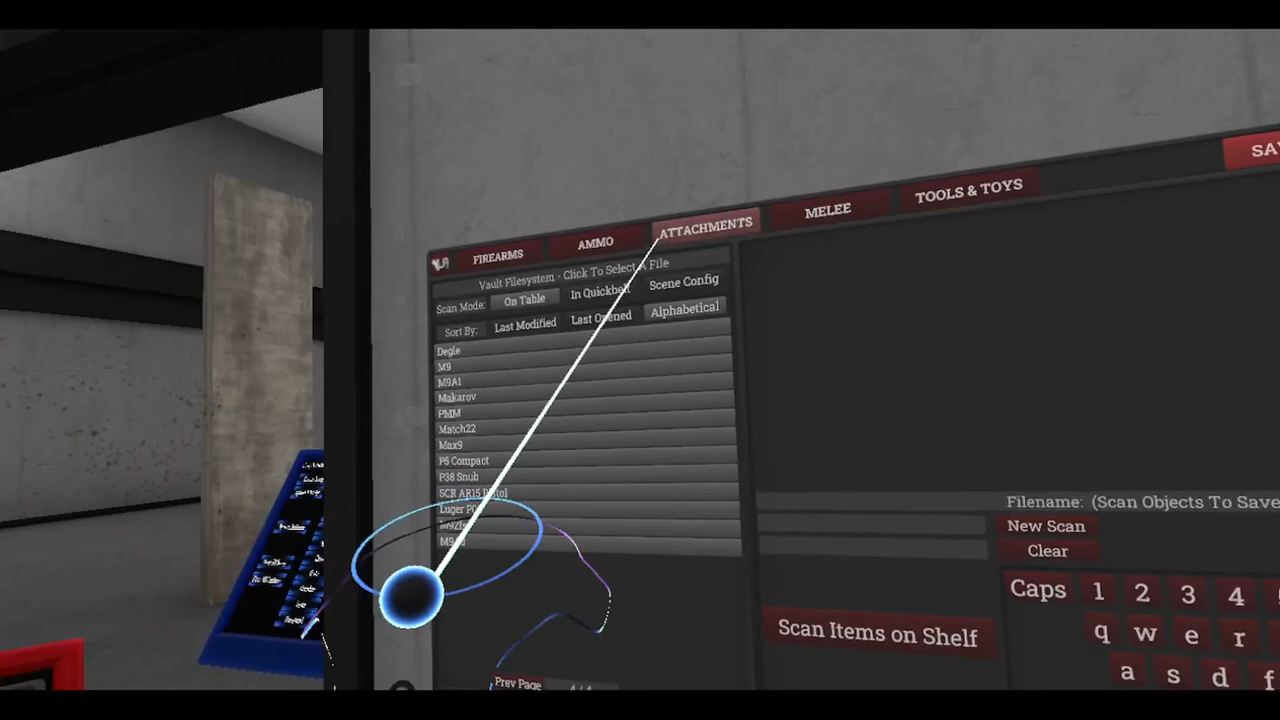 FIREARMS AMMO ATTACHMENTS MELEE TOOLS & TOYS
Vault Filesystem - Click To Select A File
Scan Mode: On Table In Quickbelt Scene Config
Sort By: Last Modified Last Opened Alphabetical
Degle
M9
M9A1
Makarov
PMM
Match22
Max9
P6 Compact
P38 Snub
SCR AR15 Pistol
Luger
Prev Page
Filename: (Scan Objects To Save
New Scan
Clear
Scan Items on Shelf
Caps 1 2 3 4
q w e r
a s d f